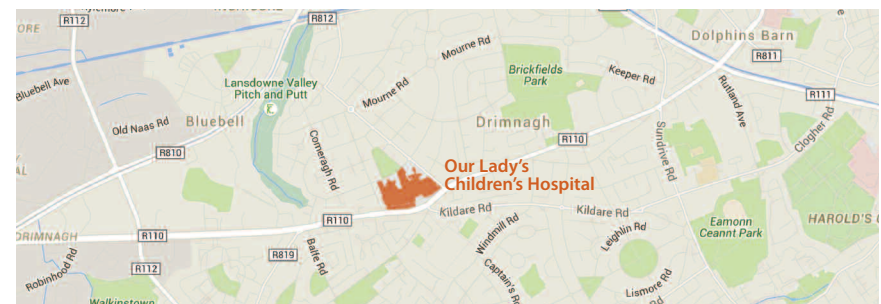 R112
ORE
R812
Dolphins Barn
R811
Mourne Rd
Bluebell Ave
Lansdowne Valley
Pitch and Putt
Brickfields
Park
Keeper Rd
Mourne Rd
Rutland Ave
R111
Old Naas Rd
Bluebell
Drimnagh
Clogher Rd
R110
Sundrive Rd
R810
Comeragh Rd
Our Lady's
Children's Hospital
Kildare Rd
Kildare Rd
R110
Eamonn
Ceannt Park
HAROLD'S
Windmill Rd
Leighlin Rd
DRIMNAGH
R110
Balfe Rd
R819
R112
Robinhood Rd
Captain's R
Lismore Rd
Rd
Walkinstown